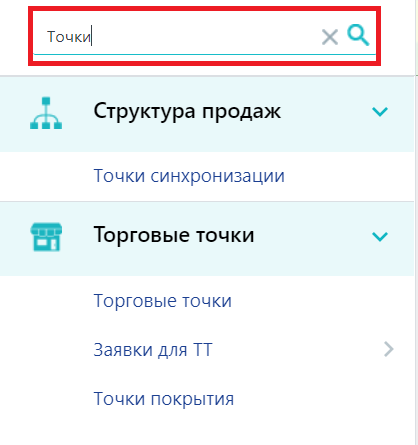 Точки
Структура продаж
Точки синхронизации
Торговые точки
Торговые точки
Заявки для ТТ
Точки покрытия